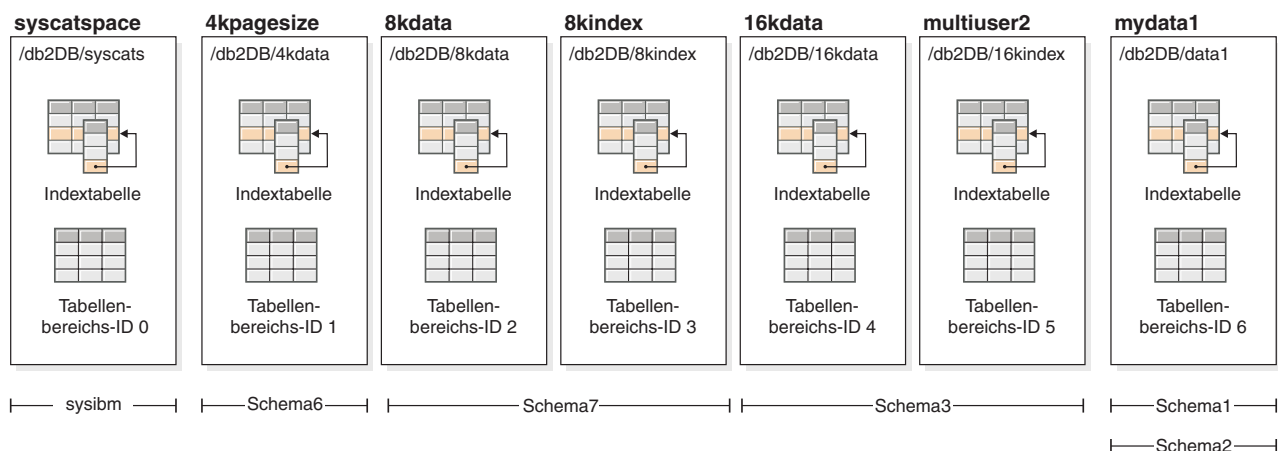 syscatspace
/db2DB/syscats
Indextabelle
Tabellen-
bereichs-ID 0
4kpagesize
/db2DB/4kdata
Indextabelle
Tabellen-
bereichs-ID 1
8kdata
/db2DB/8kdata
Indextabelle
Tabellen-
bereichs-ID 2
8kindex
/db2DB/8kindex
Indextabelle
Tabellen-
bereichs-ID 3
16kdata
/db2DB/16kdata
Indextabelle
Tabellen-
bereichs-ID 4
multiuser2
/db2DB/16kindex
Indextabelle
Tabellen-
bereichs-ID 5
mydata1
/db2DB/data1
Indextabelle
Tabellen-
bereichs-ID 6
sysibm
Schema6
Schema7
Schema3
Schema1
Schema2